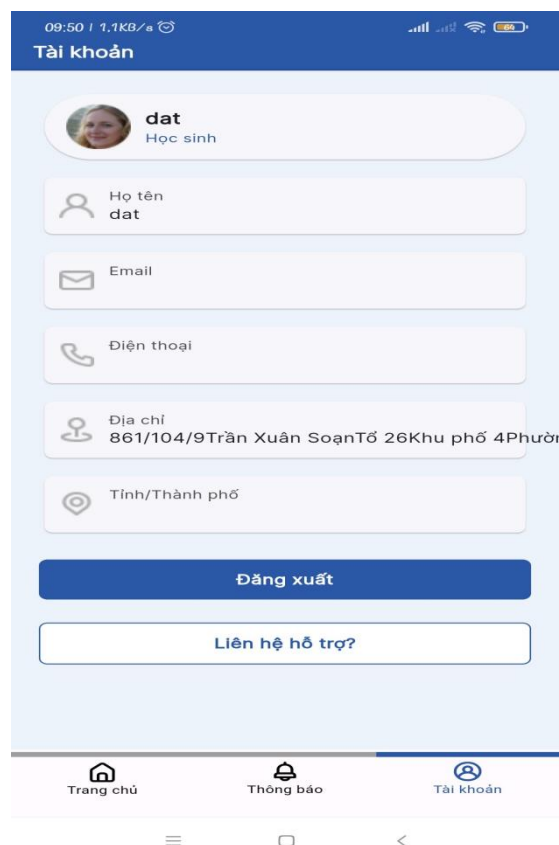 09:50 | 1,1KB/s
64
Tài khoản
dat
Học sinh
Họ tên
dat
Email
Điện thoại
Địa chỉ
861/104/9Trần Xuân SoạnTổ 26Khu phố 4Phườn
Tỉnh/Thành phố
Đăng xuất
Liên hệ hỗ trợ?
Trang chủ
Thông báo
Tài khoản